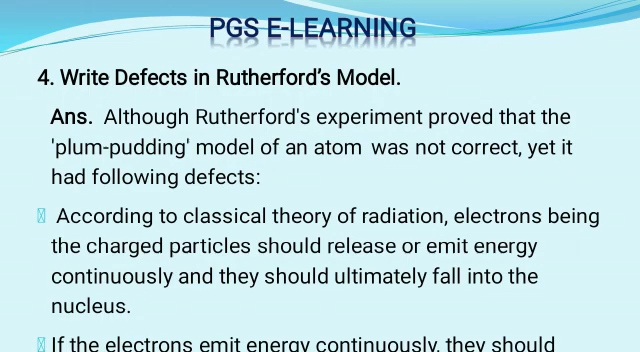 PGS E-LEARNING
4. Write Defects in Rutherford's Model.
Ans. Although Rutherford's experiment proved that the
'plum-pudding' model of an atom was not correct, yet it
had following defects:
According to classical theory of radiation, electrons being
the charged particles should release or emit energy
continuously and they should ultimately fall into the
nucleus.
If the electrons emit energy continuously, they should